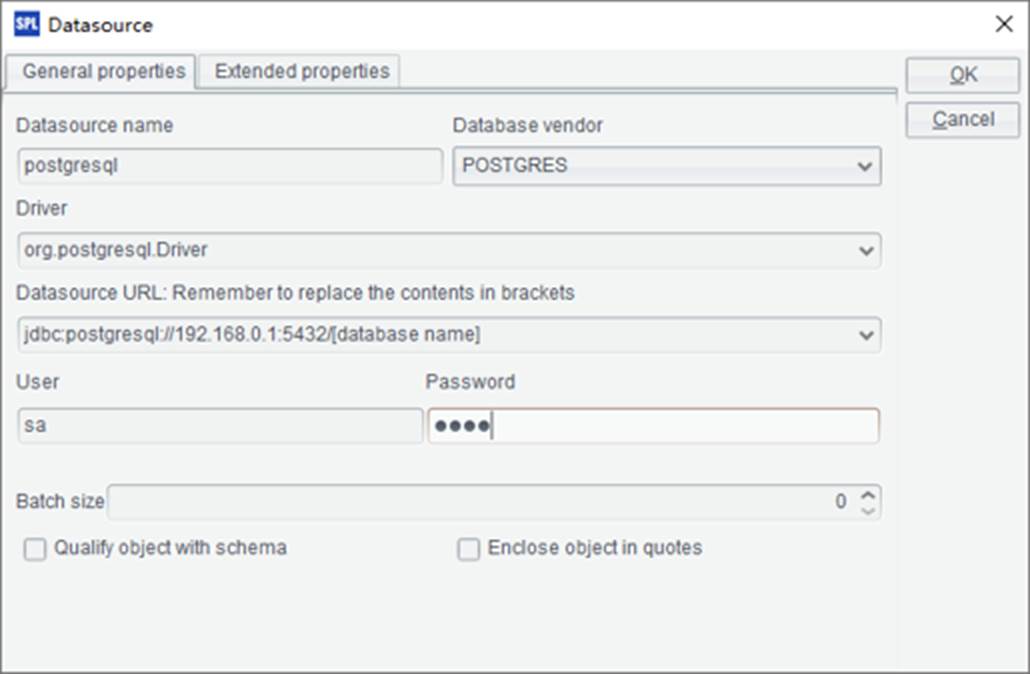 SPL Datasource
General properties Extended properties
OK
Cancel
Datasource name Database vendor
postgresql POSTGRES
Driver
org.postgresql.Driver
Datasource URL: Remember to replace the contents in brackets
jdbc:postgresql://192.168.0.1:5432/[database name]
User Password
sa ●●●●
Batch size 0
Qualify object with schema Enclose object in quotes